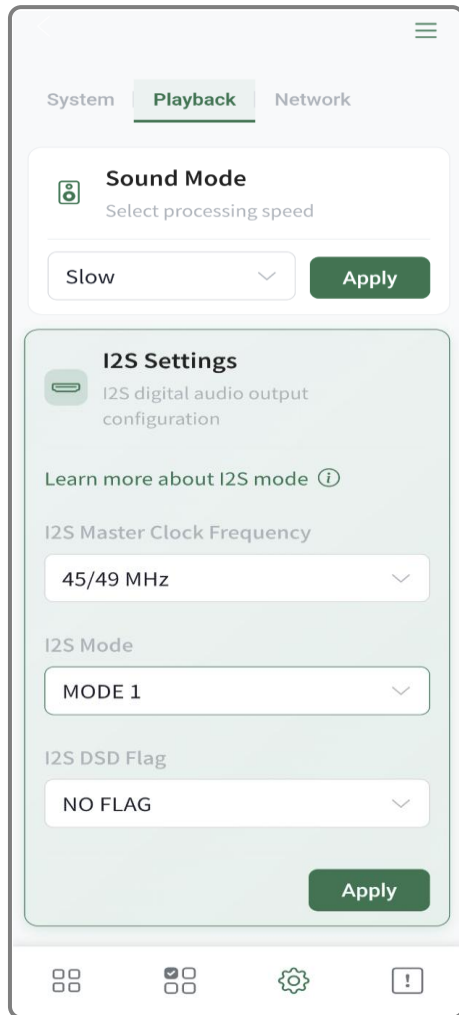 System Playback Network
Sound Mode
Select processing speed
Slow Apply
I2S Settings
I2S digital audio output
configuration
Learn more about I2S mode
I2S Master Clock Frequency
45/49 MHz
I2S Mode
MODE 1
I2S DSD Flag
NO FLAG
Apply